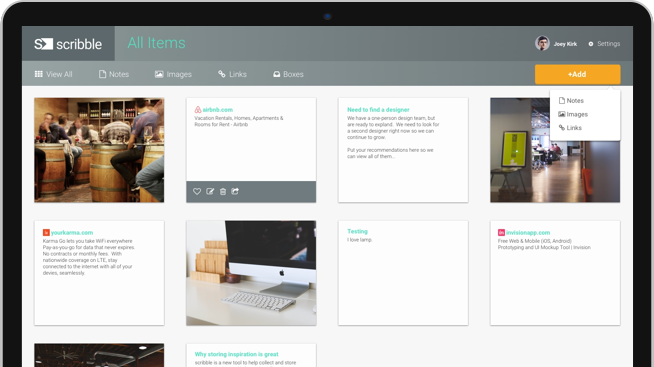 scribble
All Items
Joey Kirk
Settings
View All
Notes
Images
Links
Boxes
+Add
Notes
Images
Links
airbnb.com
Vacation Rentals, Homes, Apartments &
Rooms for Rent - Airbnb
Need to find a designer
We have a one-person design team, but
are ready to expand. We need to look for
a second designer right now so we can
continue to grow.
Put your recommendations here so we
can view all of them...
yourkarma.com
Karma Go lets you take WiFi everywhere
Pay-as-you-go for data that never expires.
No contracts or monthly fees. With
nationwide coverage on LTE, stay
connected to the internet with all of your
devices, seamlessly.
Testing
I love lamp.
in
invisionapp.com
Free Web & Mobile (iOS, Android)
Prototyping and UI Mockup Tool | Invision
Why storing inspiration is great
scribble is a new tool to help collect and store